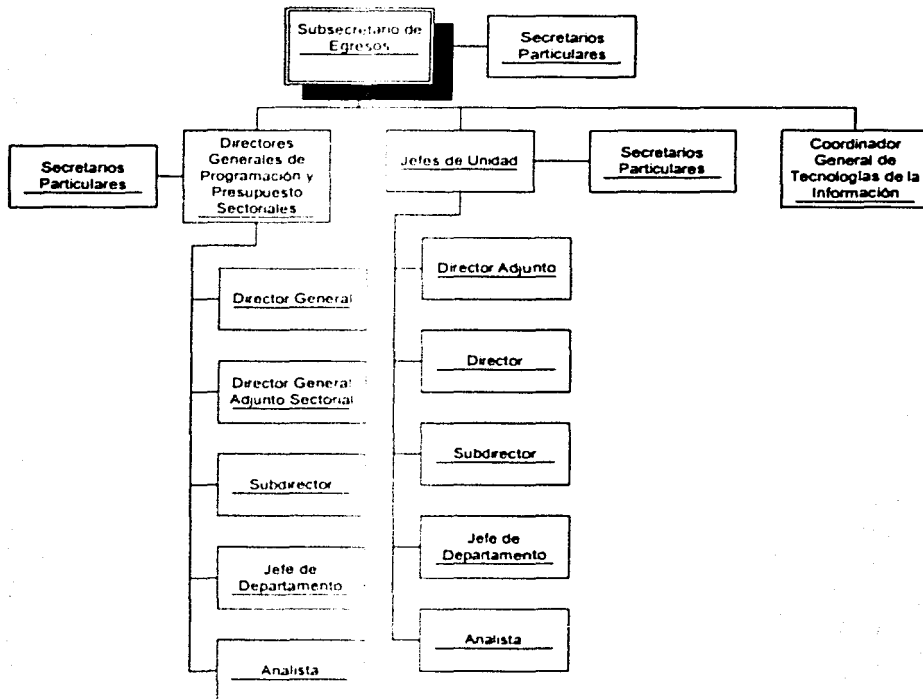 Subsecretario de
Egresos
Secretarios
Particulares
Secretarios
Particulares
Directores
Generales de
Programación y
Presupuesto
Sectoriales
Jefes de Unidad
Secretarios
Particulares
Coordinador
General de
Tecnologías de la
Información
Director General
Director General
Adjunto Sectorial
Subdirector
Jefe de
Departamento
Analista
Director Adjunto
Director
Subdirector
Jefe de
Departamento
Analista